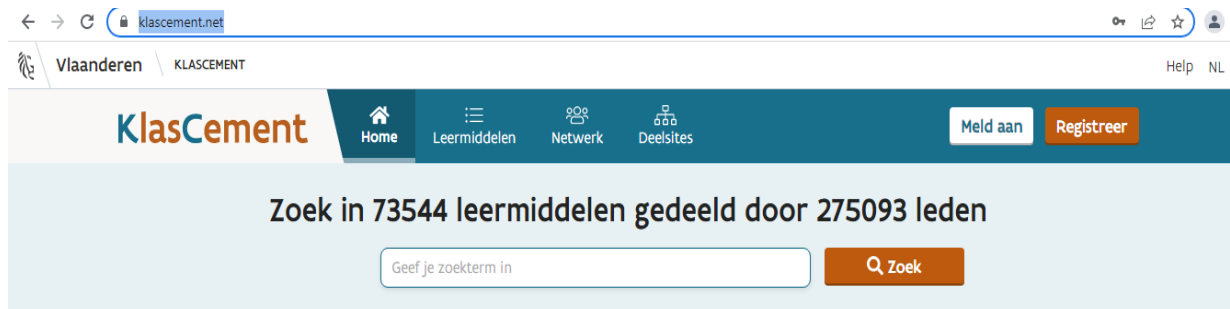 klascement.net
Vlaanderen KLASCEMENT Help NL
KlasCement Home Leermiddelen Netwerk Deelsites Meld aan Registreer
Zoek in 73544 leermiddelen gedeeld door 275093 leden
Geef je zoekterm in Zoek